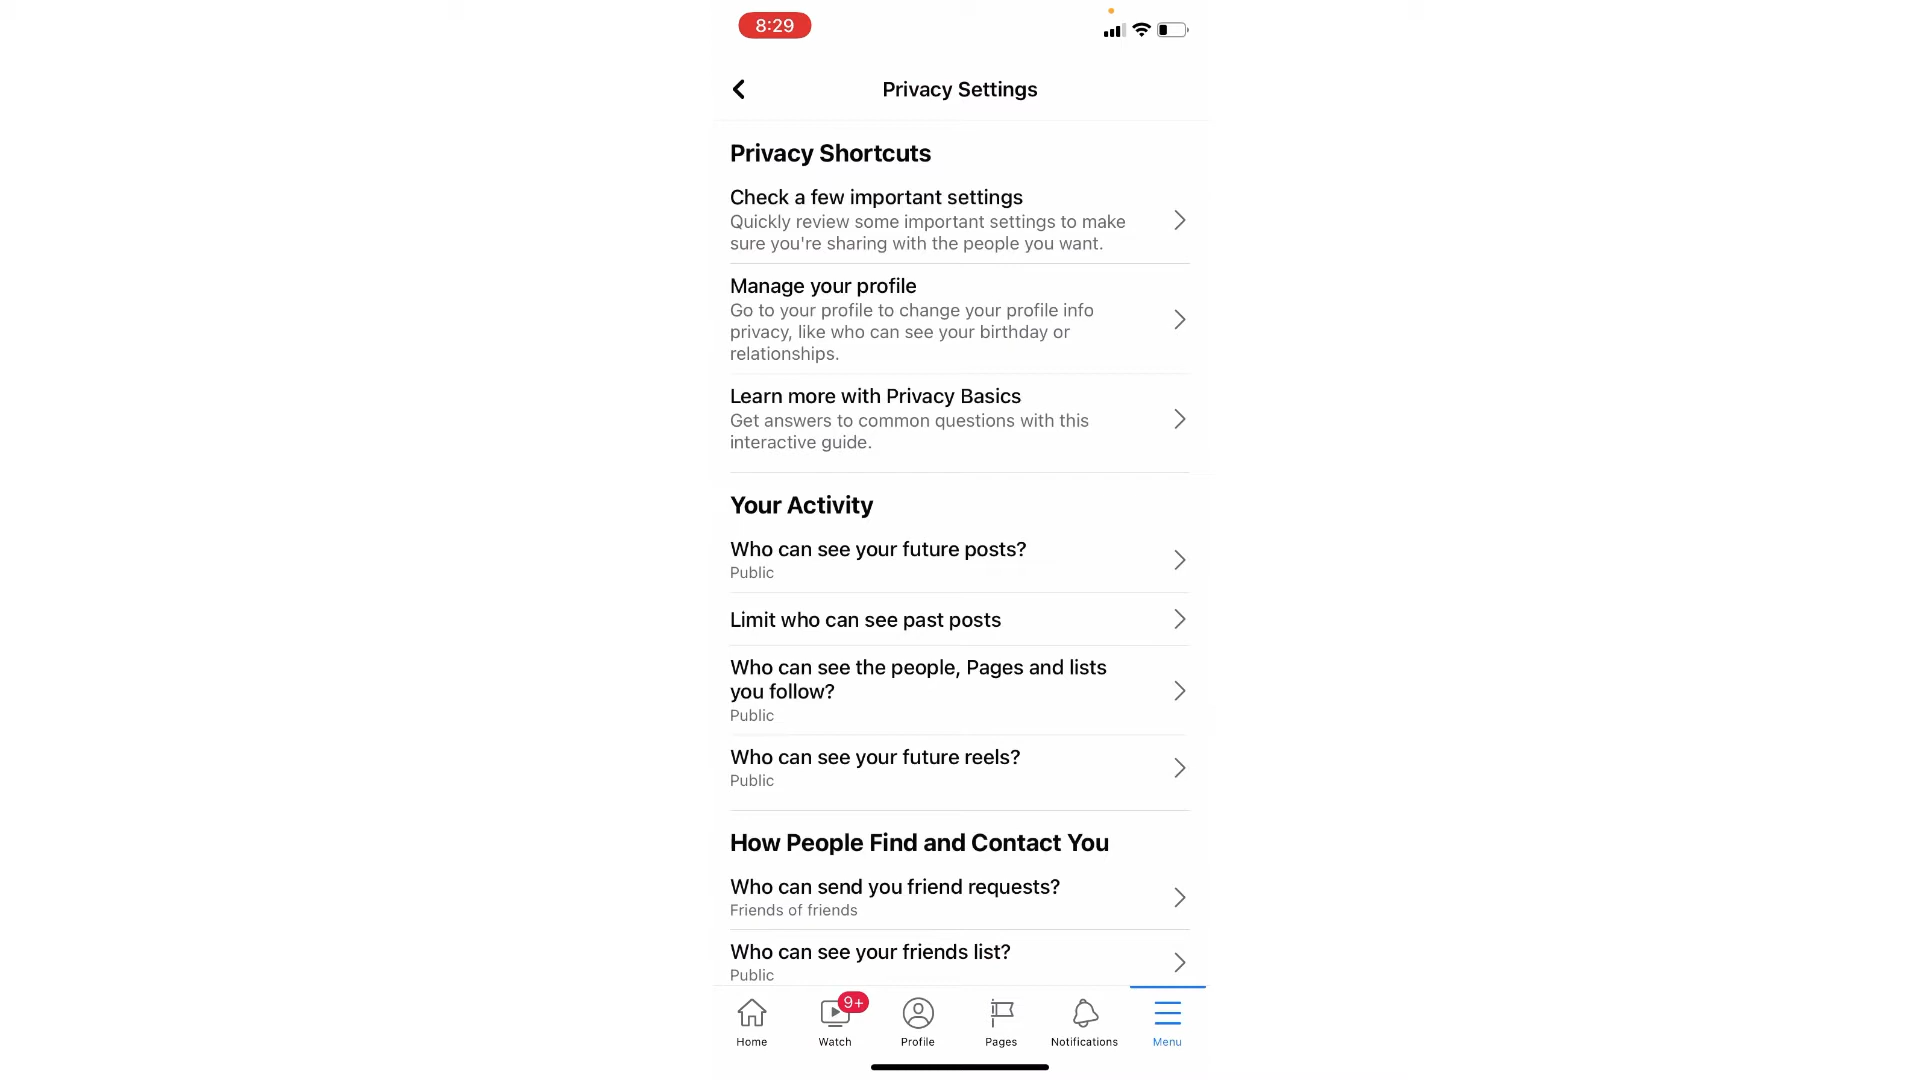 8:29
Privacy Settings
Privacy Shortcuts
Check a few important settings
Quickly review some important settings to make
sure you're sharing with the people you want.
Manage your profile
Go to your profile to change your profile info
privacy, like who can see your birthday or
relationships.
Learn more with Privacy Basics
Get answers to common questions with this
interactive guide.
Your Activity
Who can see your future posts?
Public
Limit who can see past posts
Who can see the people, Pages and lists
you follow?
Public
Who can see your future reels?
Public
How People Find and Contact You
Who can send you friend requests?
Friends of friends
Who can see your friends list?
Public
9+
Home Watch Profile Pages Notifications Menu